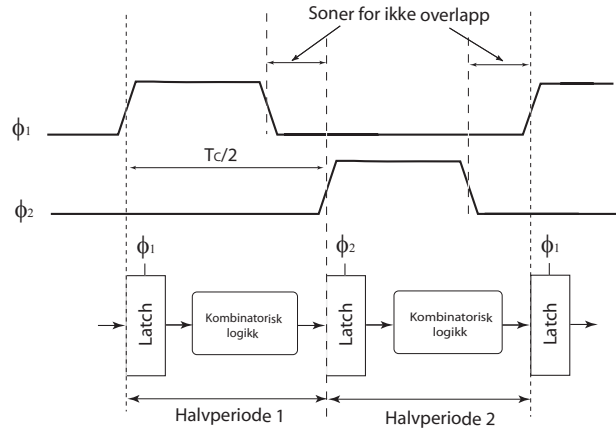 Soner for ikke overlapp
ϕ1
Tc/2
ϕ2
ϕ1 ϕ2 ϕ1
Latch Kombinatorisk logikk Latch Kombinatorisk logikk Latch
Halvperiode 1 Halvperiode 2